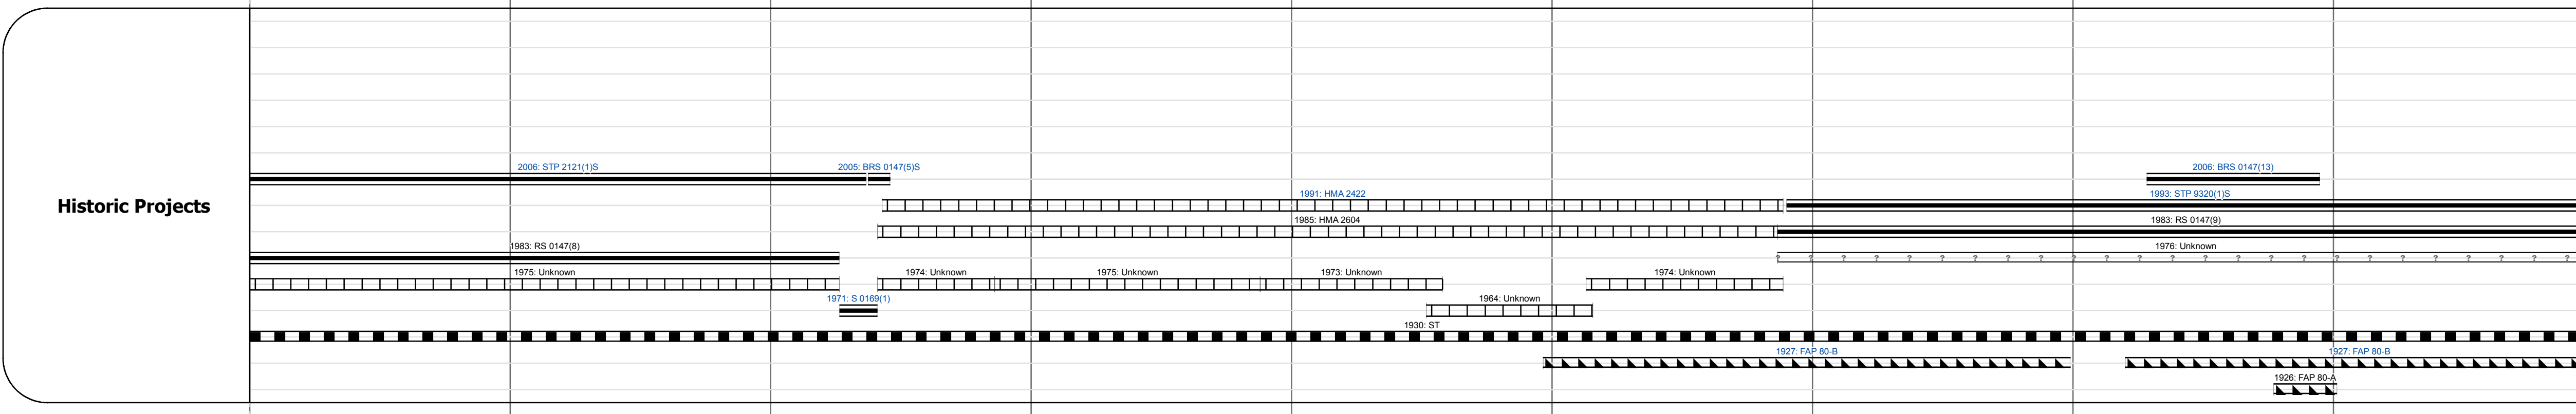 Historic Projects
2006: STP 2121(1)S
2005: BRS 0147(5)S
2006: BRS 0147(13)
1991: HMA 2422
1993: STP 9320(1)S
1985: HMA 2604
1983: RS 0147(9)
1983: RS 0147(8)
1976: Unknown
? ? ? ? ? ? ? ? ? ? ? ? ? ? ? ? ? ? ? ? ? ? ? ? ?
1975: Unknown
1974: Unknown
1975: Unknown
1973: Unknown
1974: Unknown
1971: S 0169(1)
1964: Unknown
1930: ST
1927: FAP 80-B
1927: FAP 80-B
1926: FAP 80-A